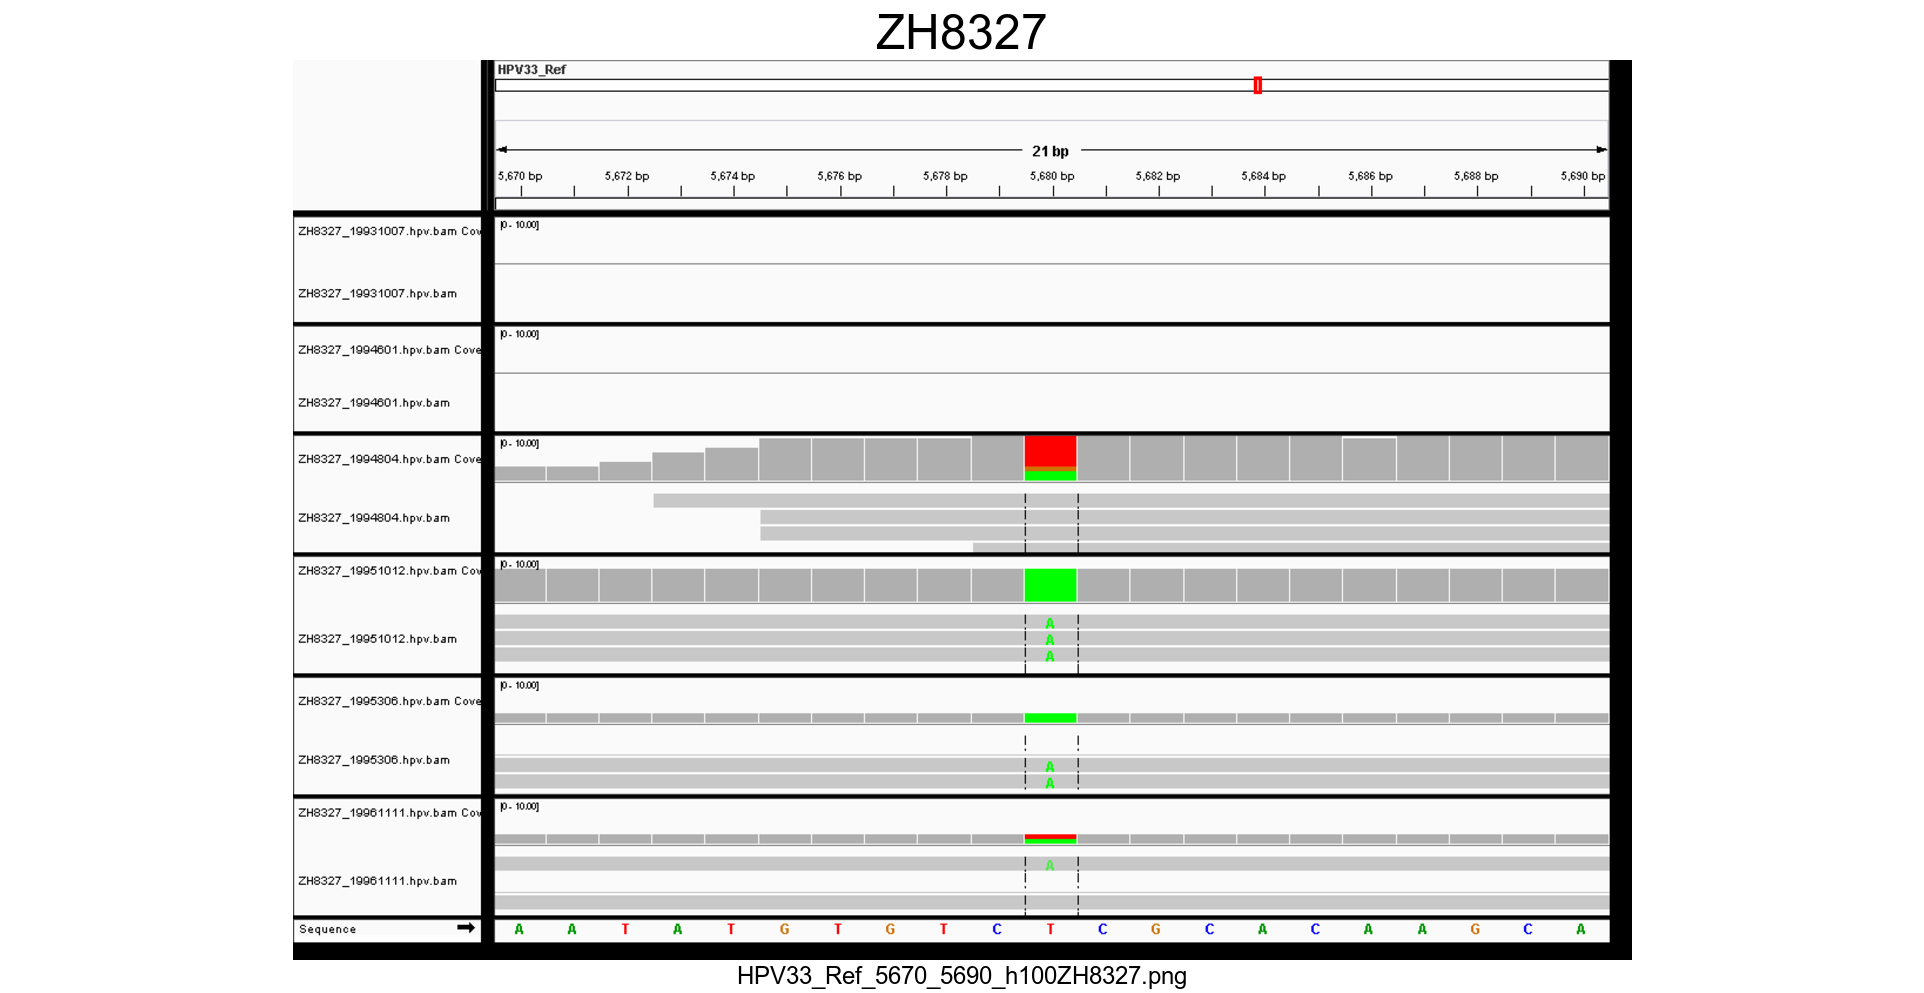 ZH8327
HPV33_Ref
21 bp
5,670 bp 5,672 bp 5,674 bp 5,676 bp 5,678 bp 5,680 bp 5,682 bp 5,684 bp 5,686 bp 5,688 bp 5,690 bp
[0 - 10.00]
ZH8327_19931007.hpv.bam Cov
ZH8327_19931007.hpv.bam
[0 - 10.00]
ZH8327_1994601.hpv.bam Cove
ZH8327_1994601.hpv.bam
[0 - 10.00]
ZH8327_1994804.hpv.bam Cove
ZH8327_1994804.hpv.bam
[0 - 10.00]
ZH8327_19951012.hpv.bam Cov
A
ZH8327_19951012.hpv.bam A
A
[0 - 10.00]
ZH8327_1995306.hpv.bam Cove
ZH8327_1995306.hpv.bam A
A
[0 - 10.00]
ZH8327_19961111.hpv.bam Cov
A
ZH8327_19961111.hpv.bam
Sequence A A T A T G T G T C T C G C A C A A G C A
HPV33_Ref_5670_5690_h100ZH8327.png